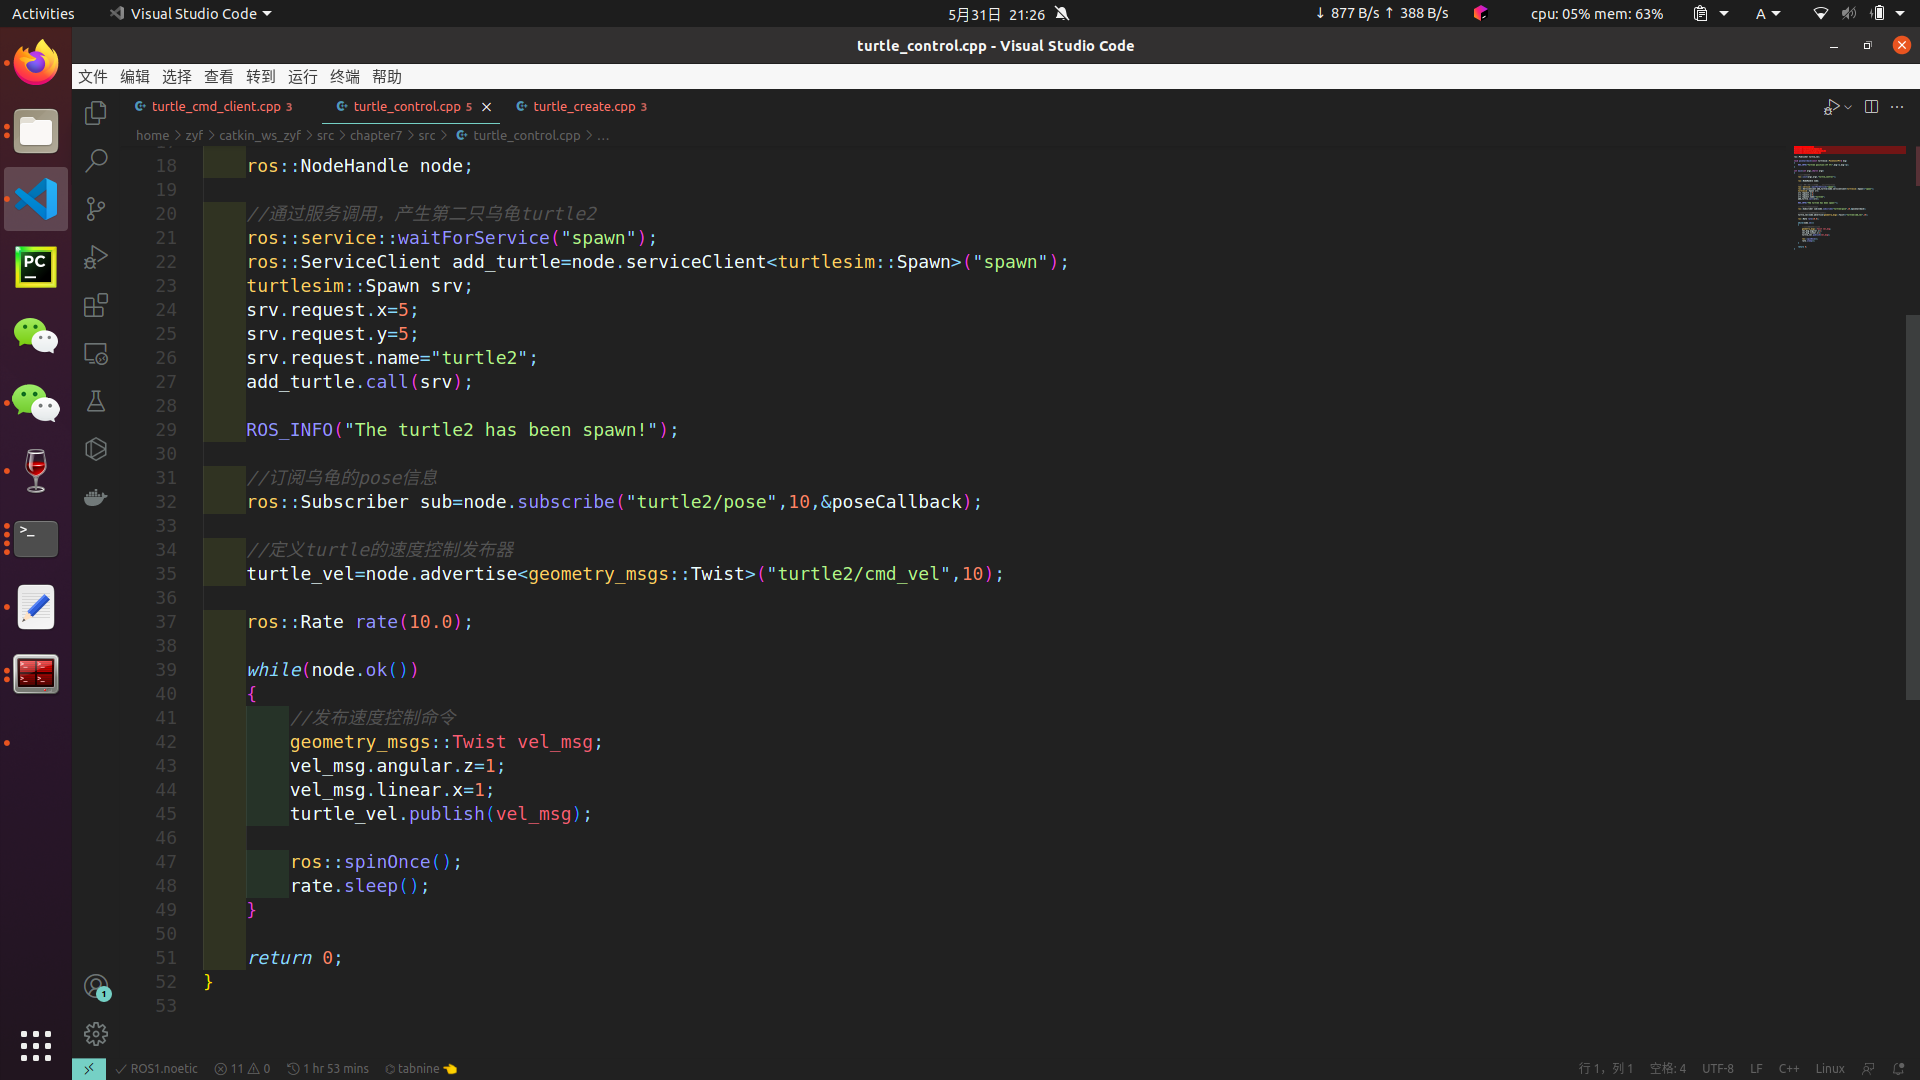 Activities Visual Studio Code 5月31日 21:26 ↓ 877 B/s ↑ 388 B/s cpu: 05% mem: 63% A
turtle_control.cpp - Visual Studio Code
文件 编辑 选择 查看 转到 运行 终端 帮助
turtle_cmd_client.cpp 3 turtle_control.cpp 5 turtle_create.cpp 3
home > zyf > catkin_ws_zyf > src > chapter7 > src > turtle_control.cpp > ...
18 ros::NodeHandle node;
19
20 //通过服务调用，产生第二只乌龟turtle2
21 ros::service::waitForService("spawn");
22 ros::ServiceClient add_turtle=node.serviceClient<turtlesim::Spawn>("spawn");
23 turtlesim::Spawn srv;
24 srv.request.x=5;
25 srv.request.y=5;
26 srv.request.name="turtle2";
27 add_turtle.call(srv);
28
29 ROS_INFO("The turtle2 has been spawn!");
30
31 //订阅乌龟的pose信息
32 ros::Subscriber sub=node.subscribe("turtle2/pose",10,&poseCallback);
33
34 //定义turtle的速度控制发布器
35 turtle_vel=node.advertise<geometry_msgs::Twist>("turtle2/cmd_vel",10);
36
37 ros::Rate rate(10.0);
38
39 while(node.ok())
40 {
41 //发布速度控制命令
42 geometry_msgs::Twist vel_msg;
43 vel_msg.angular.z=1;
44 vel_msg.linear.x=1;
45 turtle_vel.publish(vel_msg);
46
47 ros::spinOnce();
48 rate.sleep();
49 }
50
51 return 0;
52 }
53
PC
>_
1
ROS1.noetic 11 0 1 hr 53 mins tabnine 行 1，列 1 空格: 4 UTF-8 LF C++ Linux